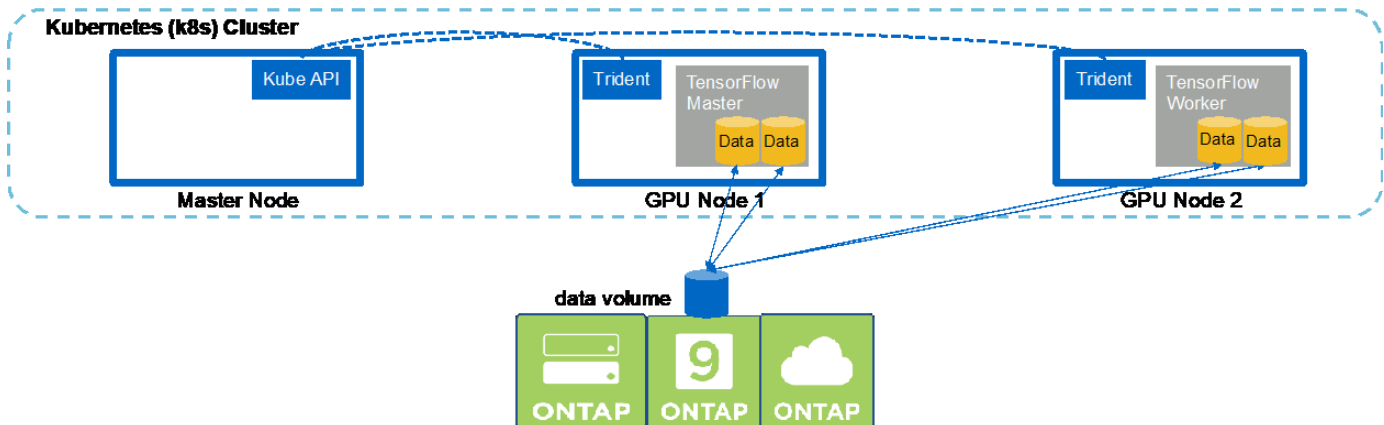 Kubernetes (k8s) Cluster
Kube API
Master Node
Trident
TensorFlow
Master
Data
Data
GPU Node 1
Trident
TensorFlow
Worker
Data
Data
GPU Node 2
data volume
ONTAP
9
ONTAP
ONTAP